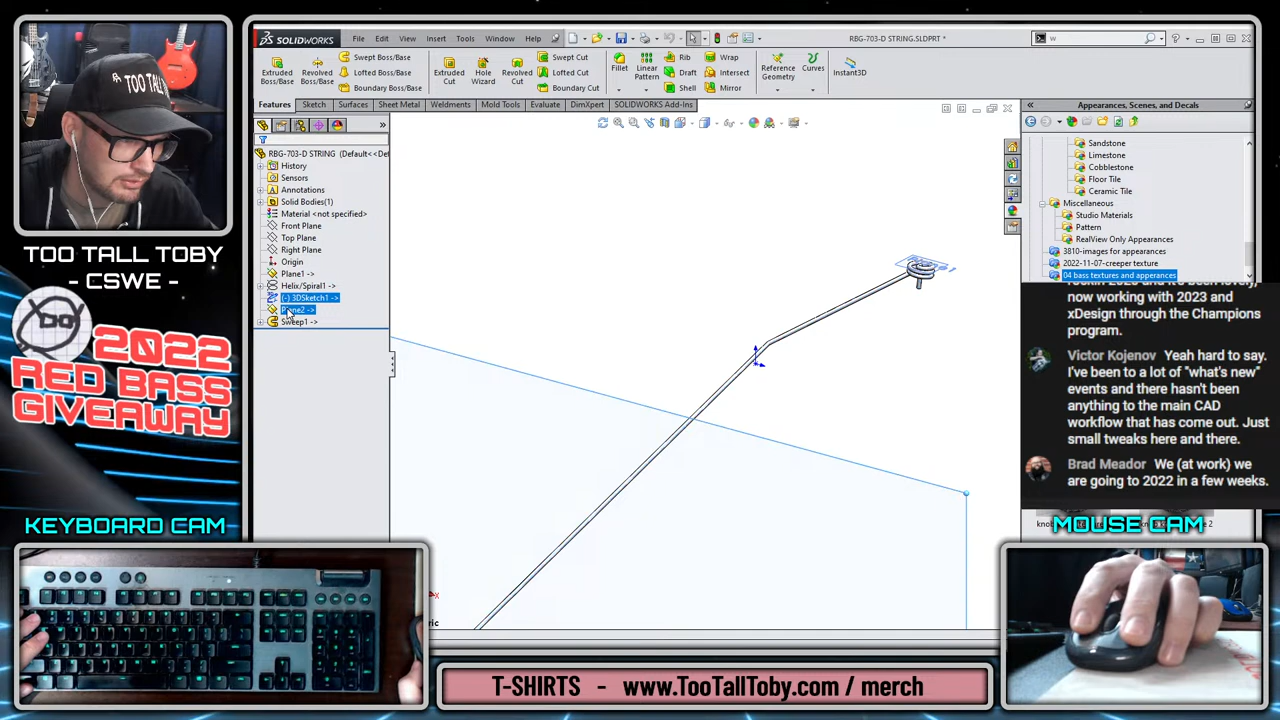 SOLIDWORKS
File
Edit
View
Insert
Tools
Window
Help
RBG-703-D STRING.SLDPRT *
w
Extruded
Boss/Base
Revolved
Boss/Base
Swept Boss/Base
Lofted Boss/Base
Boundary Boss/Base
Extruded
Cut
Hole
Wizard
Revolved
Cut
Swept Cut
Lofted Cut
Boundary Cut
Fillet
Linear
Pattern
Rib
Draft
Shell
Wrap
Intersect
Mirror
Reference
Geometry
Curves
Instant3D
Features
Sketch
Surfaces
Sheet Metal
Weldments
Mold Tools
Evaluate
DimXpert
SOLIDWORKS Add-Ins
RBG-703-D STRING (Default<<Def
History
Sensors
Annotations
Solid Bodies(1)
Material <not specified>
Front Plane
Top Plane
Right Plane
Origin
Plane1 ->
Helix/Spiral1 ->
(-) 3DSketch1 ->
Plane2 ->
Sweep1 ->
Appearances, Scenes, and Decals
Sandstone
Limestone
Cobblestone
Floor Tile
Ceramic Tile
Miscellaneous
Studio Materials
Pattern
RealView Only Appearances
3810-images for appearances
2022-11-07-creeper texture
04 bass textures and apperances
now working with 2023 and
xDesign through the Champions
program.
Victor Kojenov Yeah hard to say.
I've been to a lot of "what's new"
events and there hasn't been
anything to the main CAD
workflow that has come out. Just
small tweaks here and there.
Brad Meador We (at work) we
are going to 2022 in a few weeks.
TOO TALL TOBY
- CSWE -
2022
RED BASS
GIVEAWAY
KEYBOARD CAM
MOUSE CAM
T-SHIRTS - www.TooTallToby.com / merch